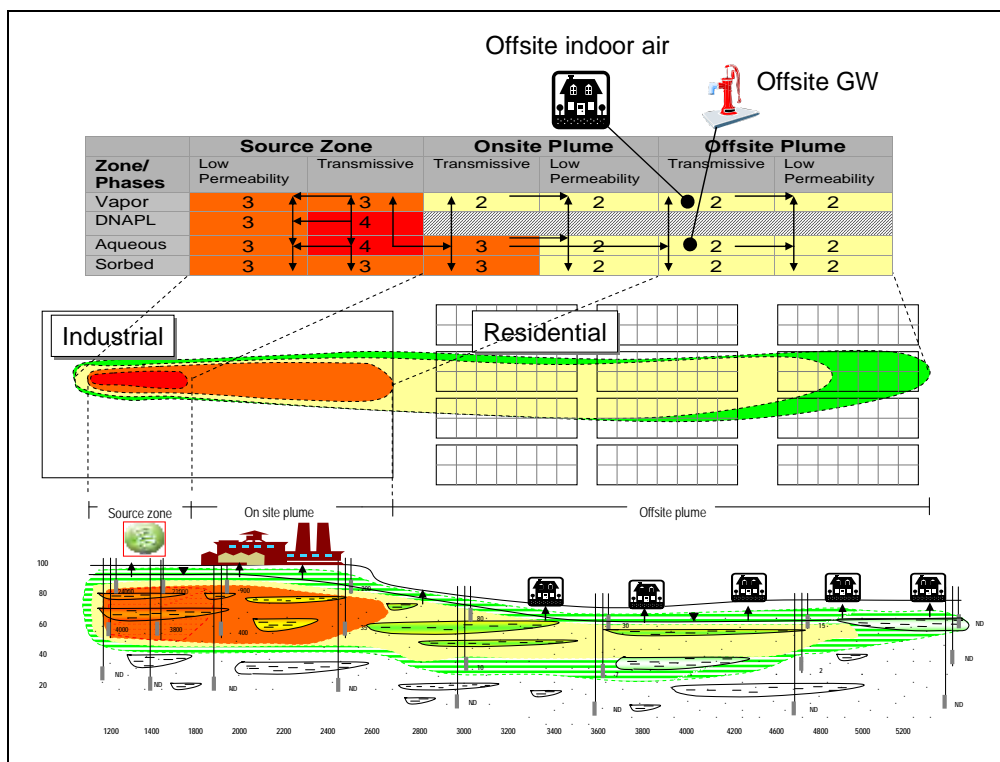 Offsite indoor air
Offsite GW
Source Zone Onsite Plume Offsite Plume
Zone/ Phases Low Permeability Transmissive Transmissive Low Permeability Transmissive Low Permeability
Vapor 3 3 2 2 2 2
DNAPL 3 4
Aqueous 3 4 3 2 2 2
Sorbed 3 3 3 2 2 2
Industrial Residential
Source zone On site plume Offsite plume
100
80
60
40
20
900
4000 3800 400
80 30 15
10 2
ND ND ND ND ND ND ND ND ND
1200 1400 1600 2000 2200 2400 2600 2800 3000 3200 3400 3600 3800 4000 4400 4600 4800 5000 5200